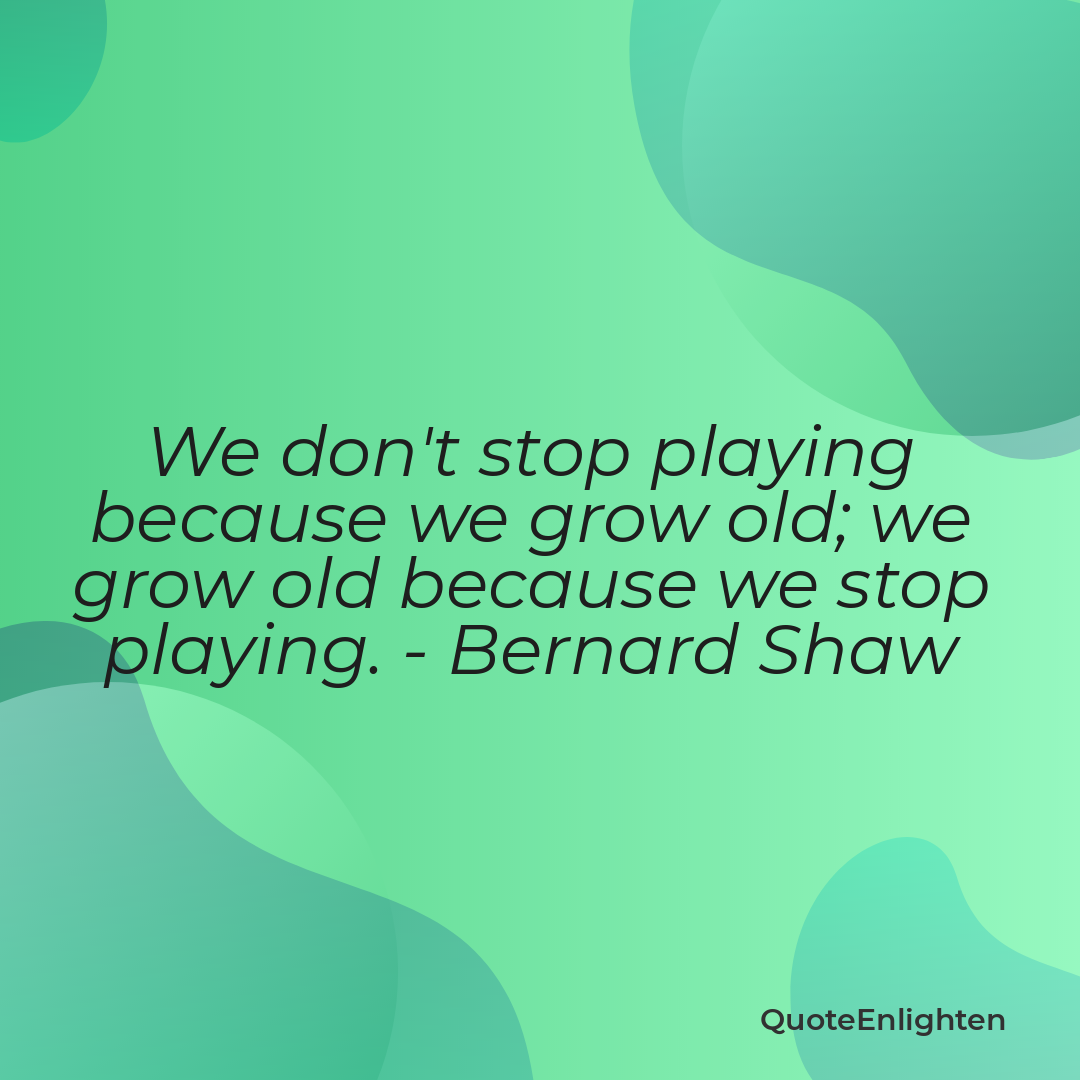 We don't stop playing
because we grow old; we
grow old because we stop
playing. - Bernard Shaw
QuoteEnlighten